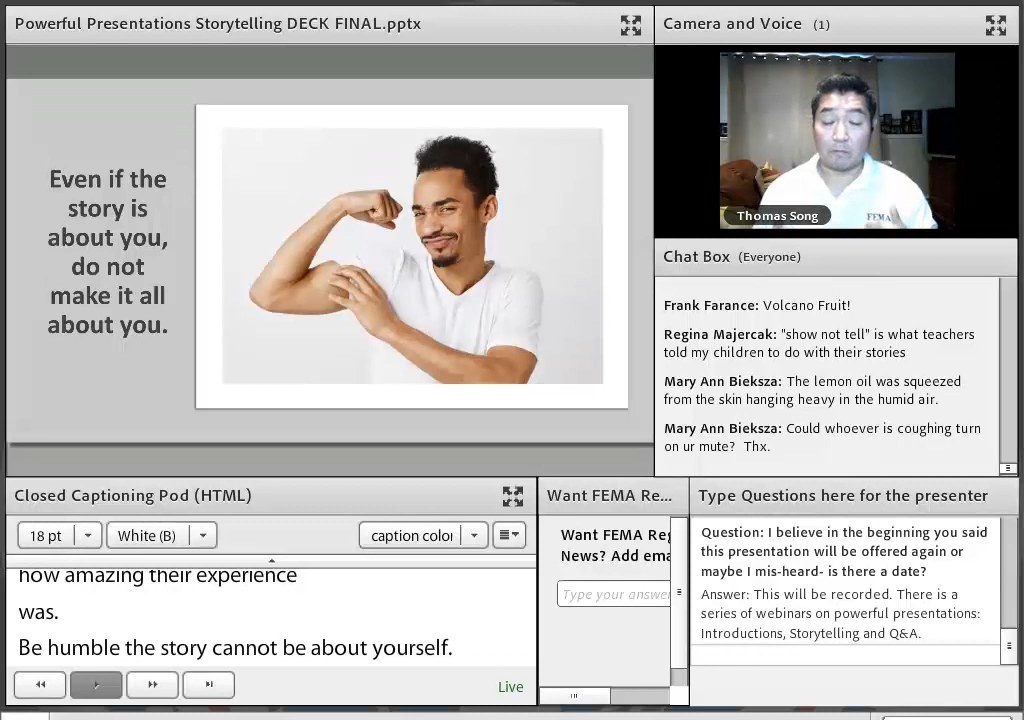 Powerful Presentations Storytelling DECK FINAL.pptx
Even if the
story is
about you,
do not
make it all
about you.
Camera and Voice (1)
FEMA
Thomas Song
Chat Box (Everyone)
Frank Farance: Volcano Fruit!
Regina Majercak: "show not tell" is what teachers
told my children to do with their stories
Mary Ann Bieksza: The lemon oil was squeezed
from the skin hanging heavy in the humid air.
Mary Ann Bieksza: Could whoever is coughing turn
on ur mute? Thx.
Closed Captioning Pod (HTML)
18 pt
White (B)
caption color
how amazing their experience
was.
Be humble the story cannot be about yourself.
Live
Want FEMA Re...
Want FEMA Reg
News? Add ema
Type your answer
Type Questions here for the presenter
Question: I believe in the beginning you said
this presentation will be offered again or
maybe I mis-heard- is there a date?
Answer: This will be recorded. There is a
series of webinars on powerful presentations:
Introductions, Storytelling and Q&A.